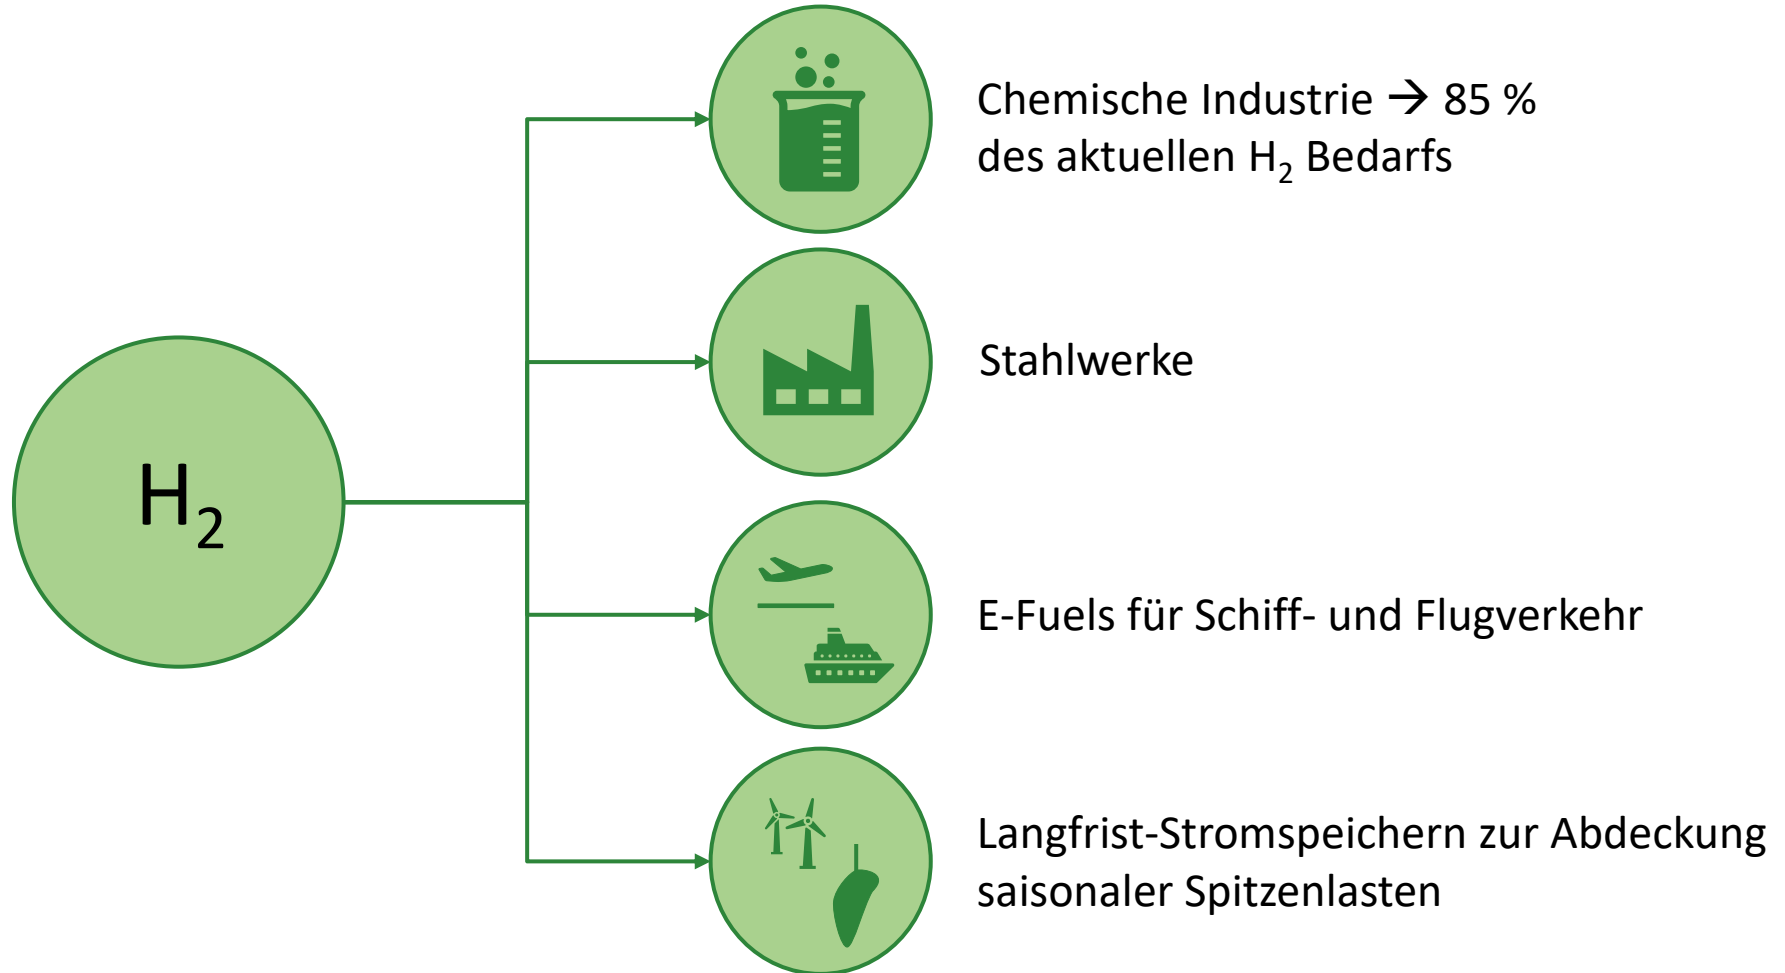 Chemische Industrie → 85 %
des aktuellen H₂ Bedarfs
Stahlwerke
H₂
E-Fuels für Schiff- und Flugverkehr
Langfrist-Stromspeichern zur Abdeckung
saisonaler Spitzenlasten